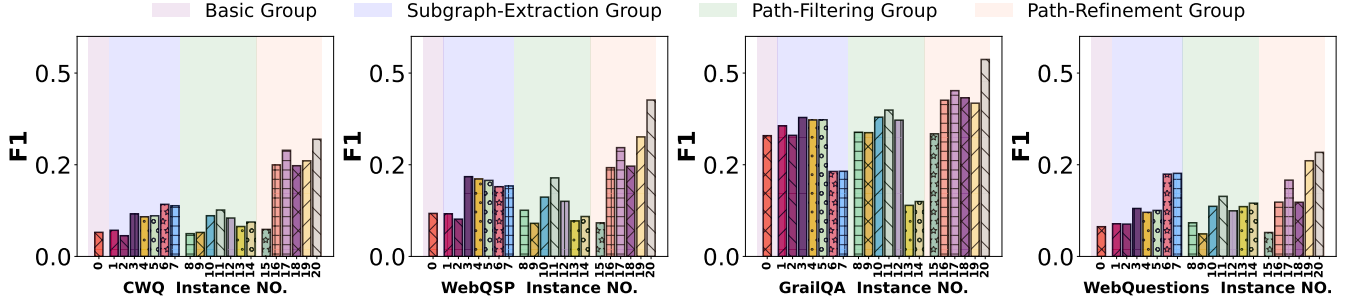 Basic Group Subgraph-Extraction Group Path-Filtering Group Path-Refinement Group
F1
0.5
0.2
0.0
0 1 2 3 4 5 6 7 8 9 10 11 12 13 14 15 16 17 18 19 20
CWQ Instance NO.
F1
0.5
0.2
0.0
0 1 2 3 4 5 6 7 8 9 10 11 12 13 14 15 16 17 18 19 20
WebQSP Instance NO.
F1
0.5
0.2
0.0
0 1 2 3 4 5 6 7 8 9 10 11 12 13 14 15 16 17 18 19 20
GrailQA Instance NO.
F1
0.5
0.2
0.0
0 1 2 3 4 5 6 7 8 9 10 11 12 13 14 15 16 17 18 19 20
WebQuestions Instance NO.